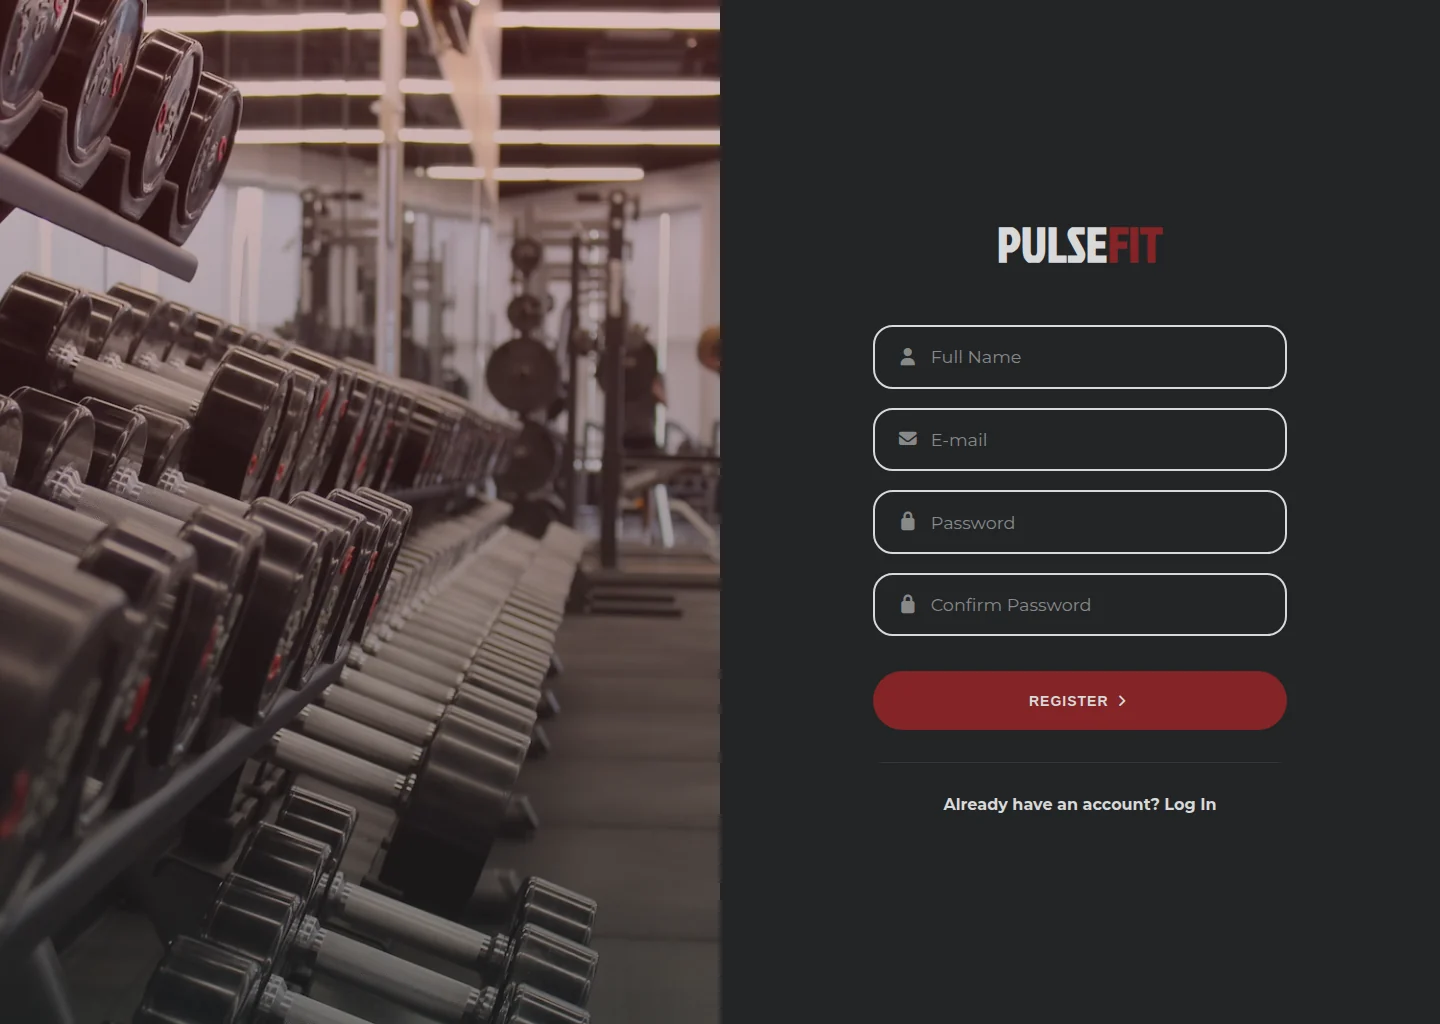 PULSEFIT
Full Name
E-mail
Password
Confirm Password
REGISTER
Already have an account? Log In